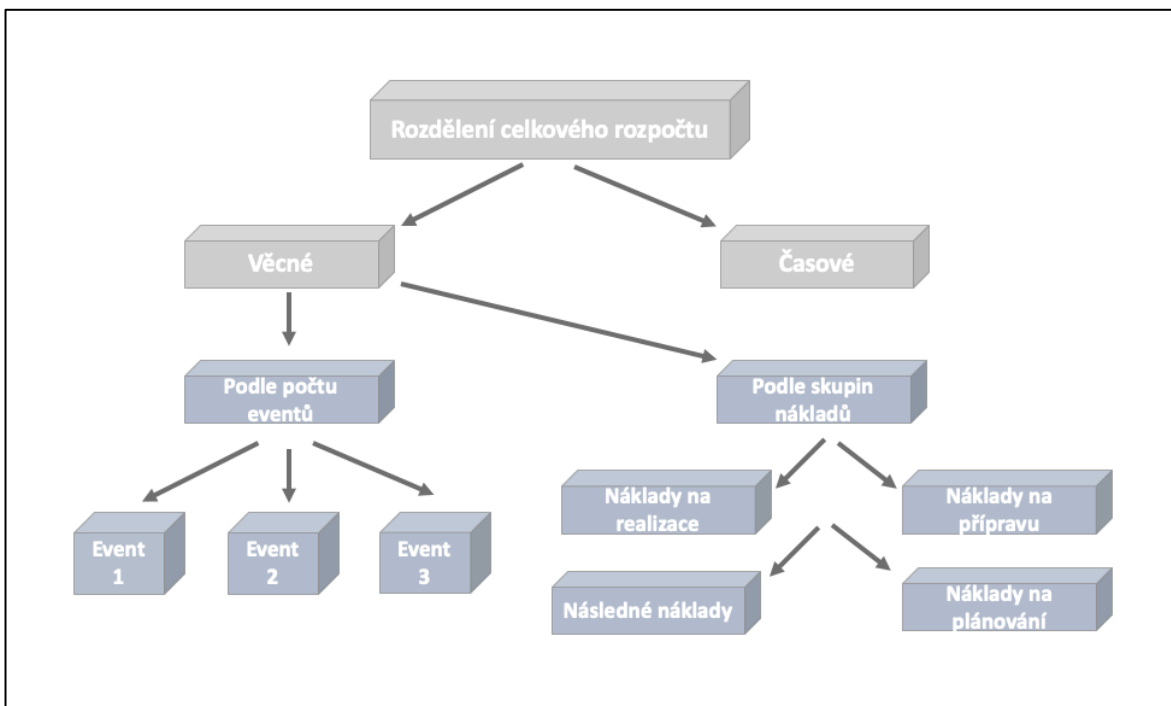 Rozdělení celkového rozpočtu
Věcné
Časové
Podle počtu
eventů
Podle skupin
nákladů
Event
1
Event
2
Event
3
Náklady na
realizace
Náklady na
přípravu
Následné náklady
Náklady na
plánování